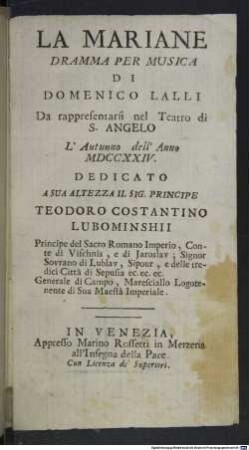 LA MARIANE
DRAMMA PER MUSICA
DI
DOMENICO LALLI
Da rappresentarsi nel Teatro di
S. ANGELO
L' Autunno dell' Anno
MDCCXXIV.
DEDICATO
A SUA ALTEZZA IL SIG. PRINCIPE
TEODORO COSTANTINO
LUBOMINSHII
Principe del Sacro Romano Imperio, Con-
te di Vischnia, e di Jaroslav; Signor
Sovrano di Lublav, Sipour, e delle tre-
dici Città di Sepusia ec. ec. ec.
Generale di Campo, Maresciallo Logote-
nente di Sua Maestà Imperiale.
IN VENEZIA,
Appresso Marino Rossetti in Merzeria
all'Insegna della Pace.
Con Licenza de' Superiori.